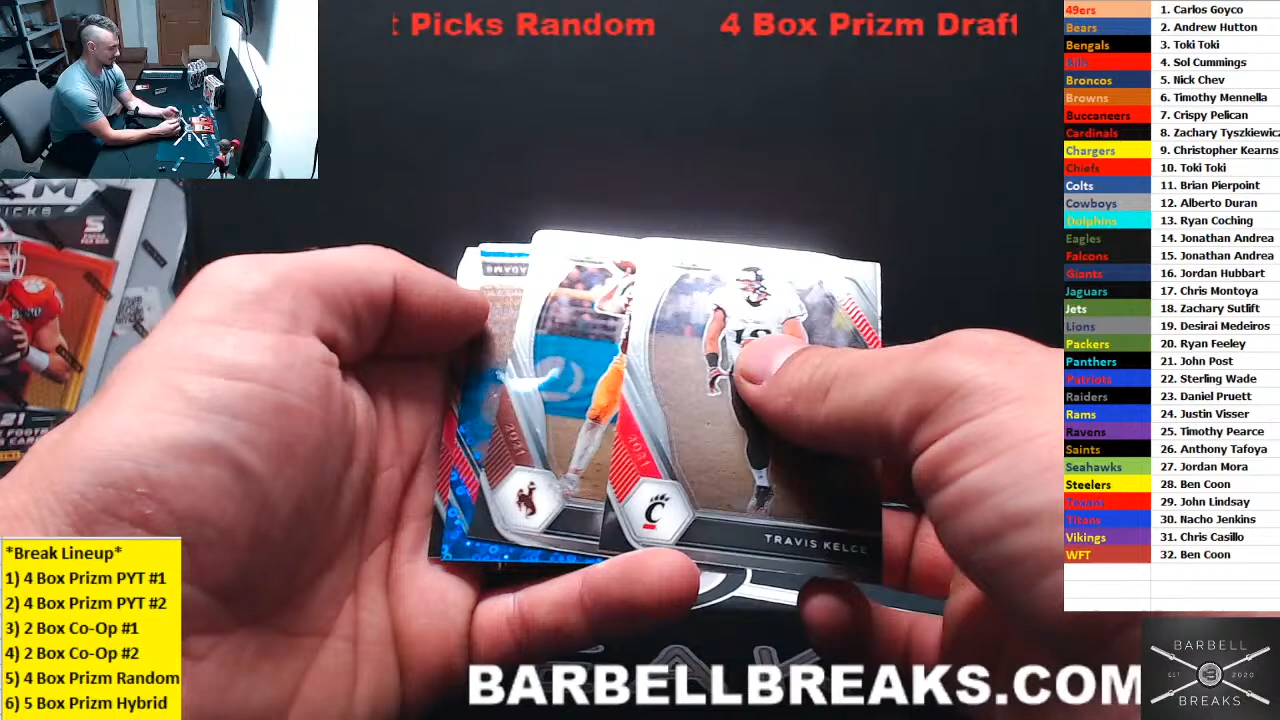 t Picks Random 4 Box Prizm Draft
49ers 1. Carlos Goyco
Bears 2. Andrew Hutton
Bengals 3. Toki Toki
Bills 4. Sol Cummings
Broncos 5. Nick Chev
Browns 6. Timothy Mennella
Buccaneers 7. Crispy Pelican
Cardinals 8. Zachary Tyszkiewicz
Chargers 9. Christopher Kearns
Chiefs 10. Toki Toki
Colts 11. Brian Pierpoint
Cowboys 12. Alberto Duran
Dolphins 13. Ryan Coching
Eagles 14. Jonathan Andrea
Falcons 15. Jonathan Andrea
Giants 16. Jordan Hubbart
Jaguars 17. Chris Montoya
Jets 18. Zachary Sutlift
Lions 19. Desirai Medeiros
Packers 20. Ryan Feeley
Panthers 21. John Post
Patriots 22. Sterling Wade
Raiders 23. Daniel Pruett
Rams 24. Justin Visser
Ravens 25. Timothy Pearce
Saints 26. Anthony Tafoya
Seahawks 27. Jordan Mora
Steelers 28. Ben Coon
Texans 29. John Lindsay
Titans 30. Nacho Jenkins
Vikings 31. Chris Casillo
WFT 32. Ben Coon
PICKS
5
ADAMS
2021
2021
C
TRAVIS KELCE
21
*Break Lineup*
1) 4 Box Prizm PYT #1
2) 4 Box Prizm PYT #2
3) 2 Box Co-Op #1
4) 2 Box Co-Op #2
5) 4 Box Prizm Random
6) 5 Box Prizm Hybrid
BARBELLBREAKS.COM
BARBELL
EST 2020
BREAKS